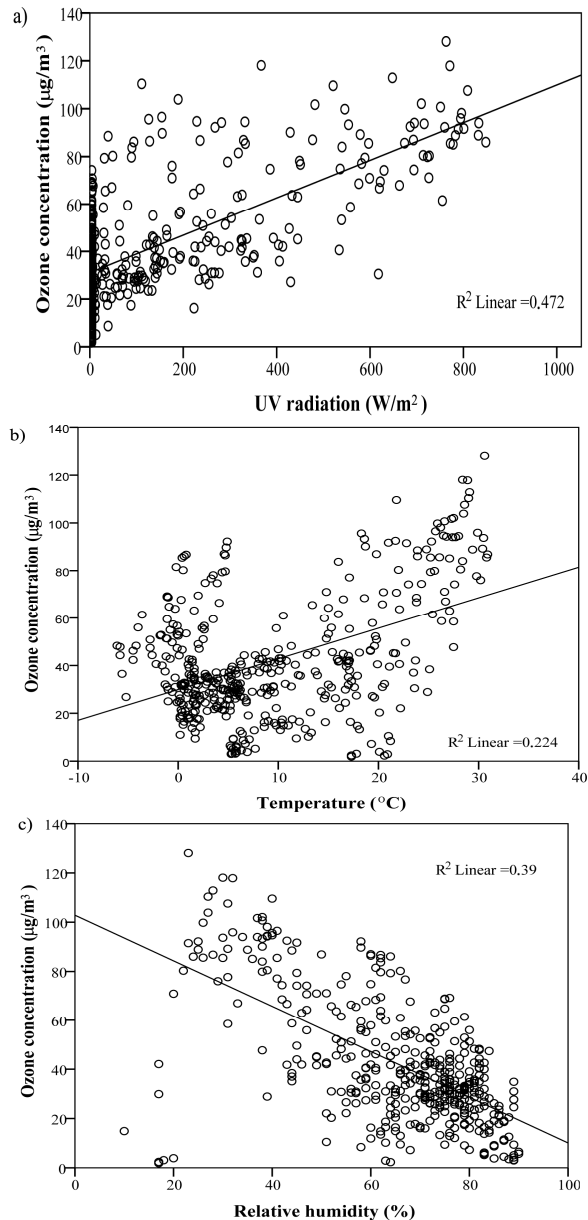 a)
140
120
100
80
60
40
20
0
Ozone concentration (µg/m³)
R² Linear =0.472
0 200 400 600 800 1000
UV radiation (W/m²)
b)
140
120
100
80
60
40
20
0
Ozone concentration (µg/m³)
R² Linear =0.224
-10 0 10 20 30 40
Temperature (°C)
c)
140
120
100
80
60
40
20
0
Ozone concentration (µg/m³)
R² Linear =0.39
0 20 40 60 80 100
Relative humidity (%)